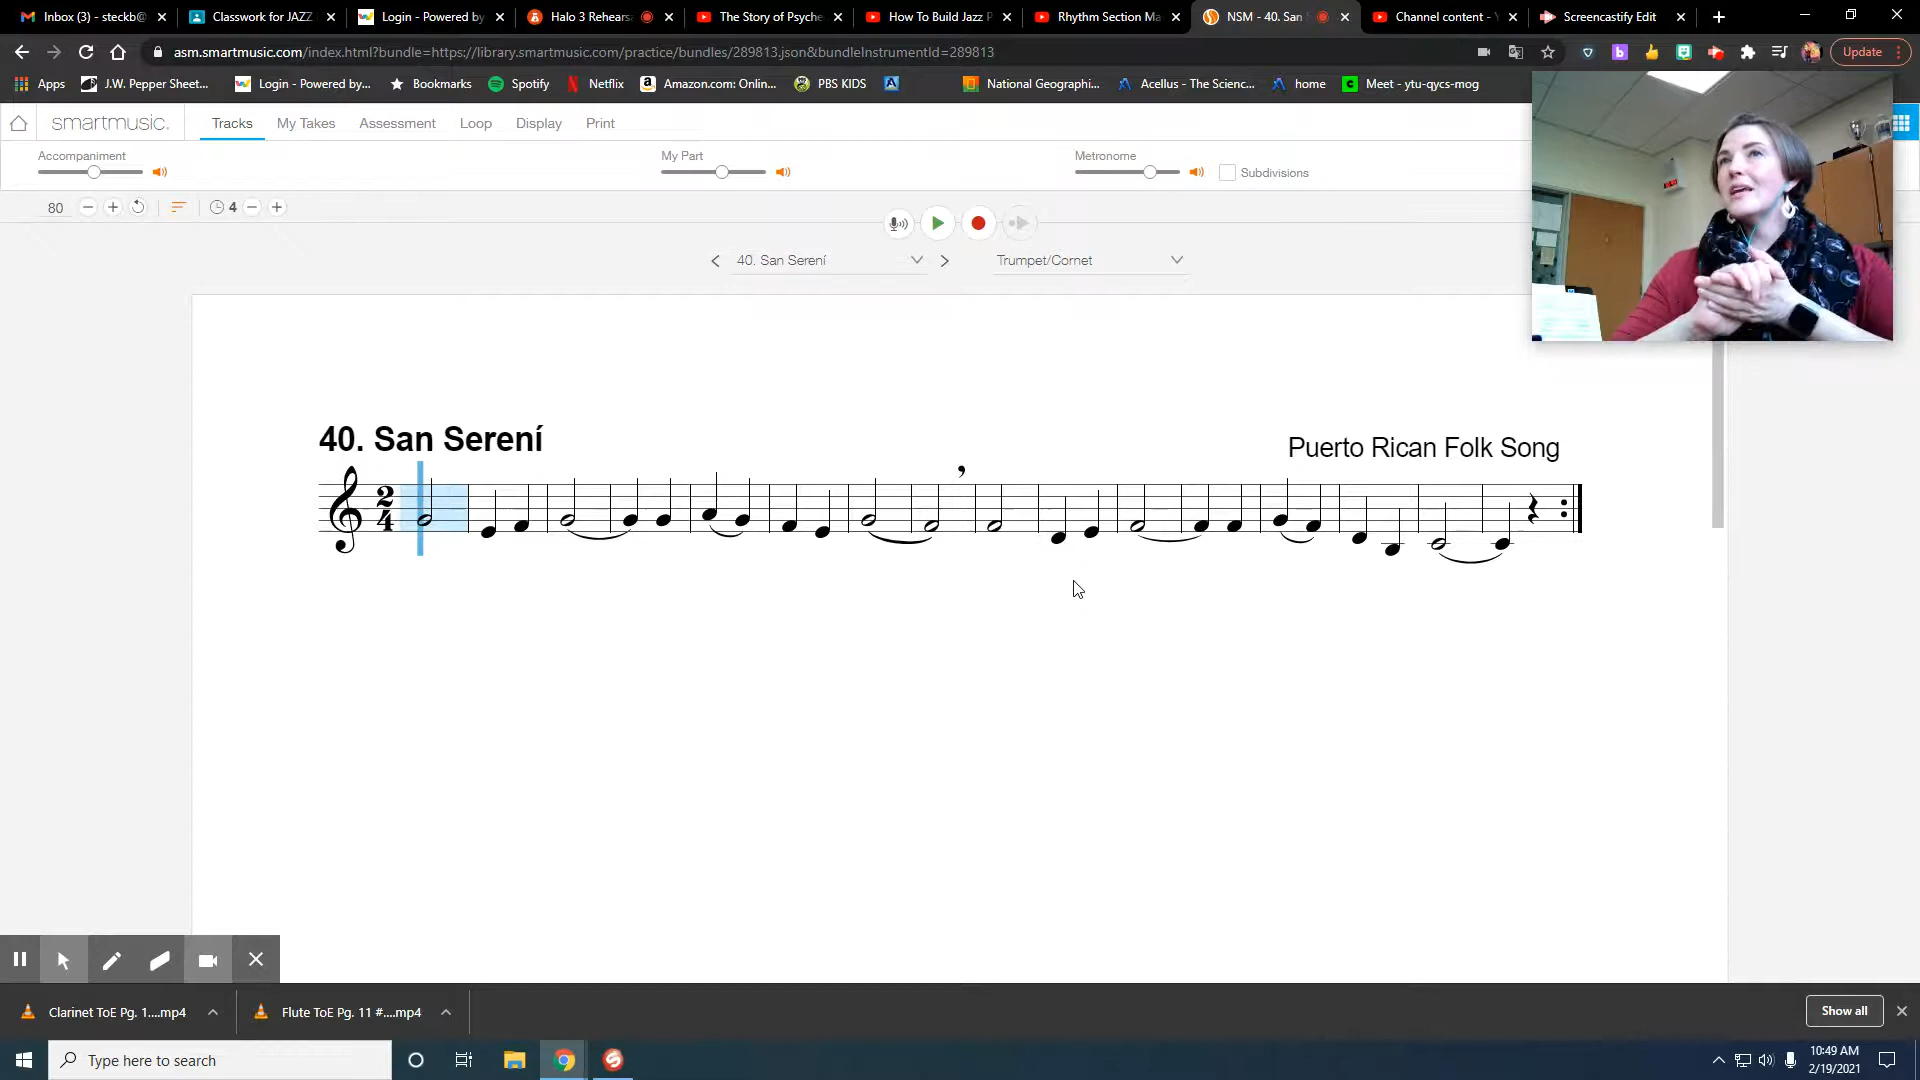 Inbox (3) - steckb@
Classwork for JAZZ
Login - Powered by
Halo 3 Rehears
The Story of Psyche
How To Build Jazz P
Rhythm Section Ma
NSM - 40. San
Channel content - Y
Screencastify Edit
asm.smartmusic.com/index.html?bundle=https://library.smartmusic.com/practice/bundles/289813.json&bundleInstrumentId=289813
Update
Apps
J.W. Pepper Sheet...
Login - Powered by...
Bookmarks
Spotify
Netflix
Amazon.com: Onlin...
PBS KIDS
National Geographi...
Acellus - The Scienc...
home
Meet - ytu-qycs-mog
smartmusic.
Tracks
My Takes
Assessment
Loop
Display
Print
Accompaniment
My Part
Metronome
Subdivisions
80
4
40. San Serení
Trumpet/Cornet
40. San Serení
Puerto Rican Folk Song
2
4
Clarinet ToE Pg. 1....mp4
Flute ToE Pg. 11 #....mp4
Show all
Type here to search
10:49 AM
2/19/2021